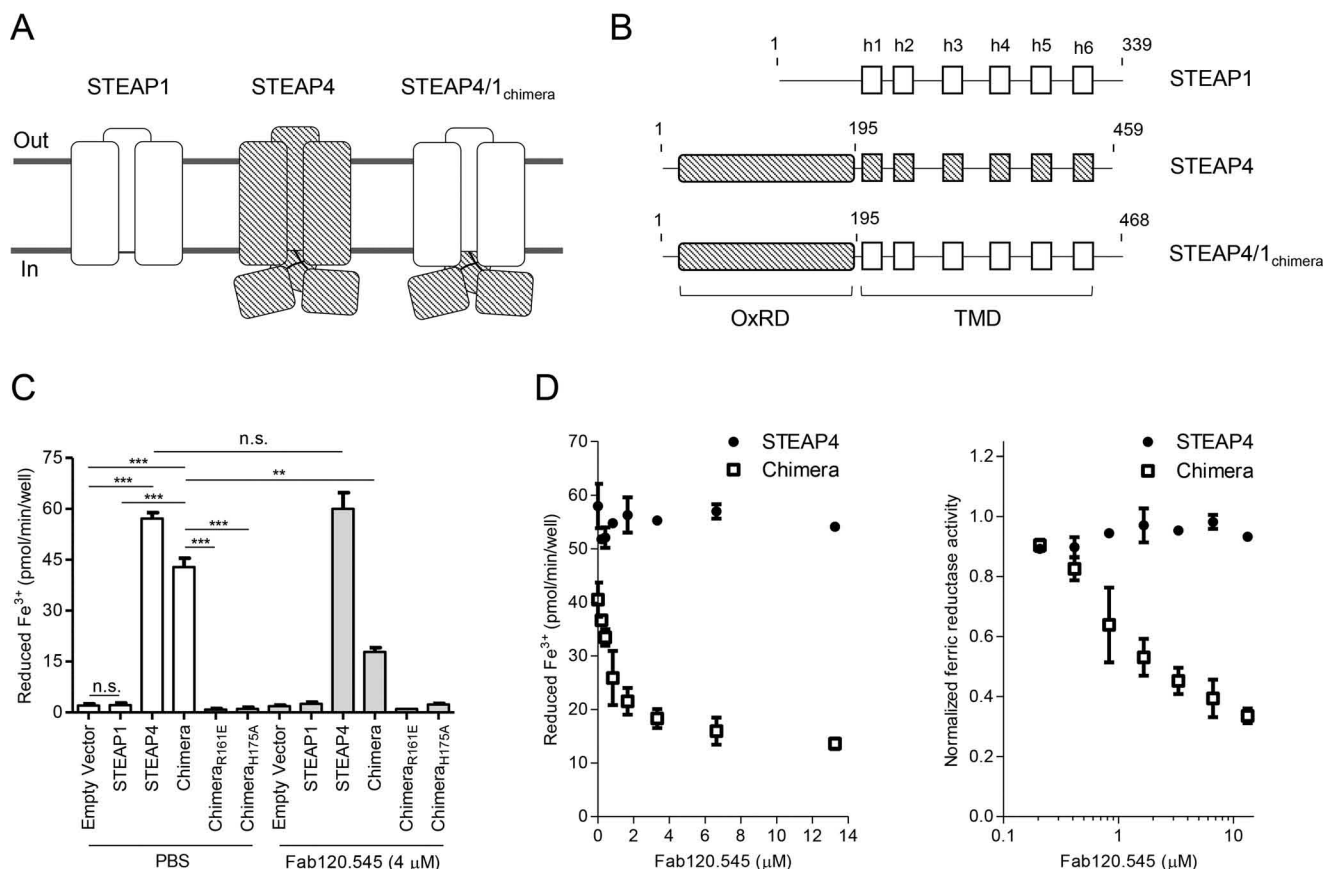 A
STEAP1 STEAP4 STEAP4/1chimera
Out
In
B
1 h1 h2 h3 h4 h5 h6 339
STEAP1
1 195 459
STEAP4
1 195 468
STEAP4/1chimera
OxRD TMD
C
Reduced Fe³⁺ (pmol/min/well)
75
60
45
30
15
0
n.s.
*** **
***
***
***
***
n.s.
Empty Vector
STEAP1
STEAP4
Chimera
ChimeraR161E
ChimeraH175A
Empty Vector
STEAP1
STEAP4
Chimera
ChimeraR161E
ChimeraH175A
PBS Fab120.545 (4 μM)
D
STEAP4
Chimera
Reduced Fe³⁺ (pmol/min/well)
70
60
50
40
30
20
10
0
0 2 4 6 8 10 12 14
Fab120.545 (μM)
STEAP4
Chimera
Normalized ferric reductase activity
1.2
1.0
0.8
0.6
0.4
0.2
0.0
0.1 1 10
Fab120.545 (μM)